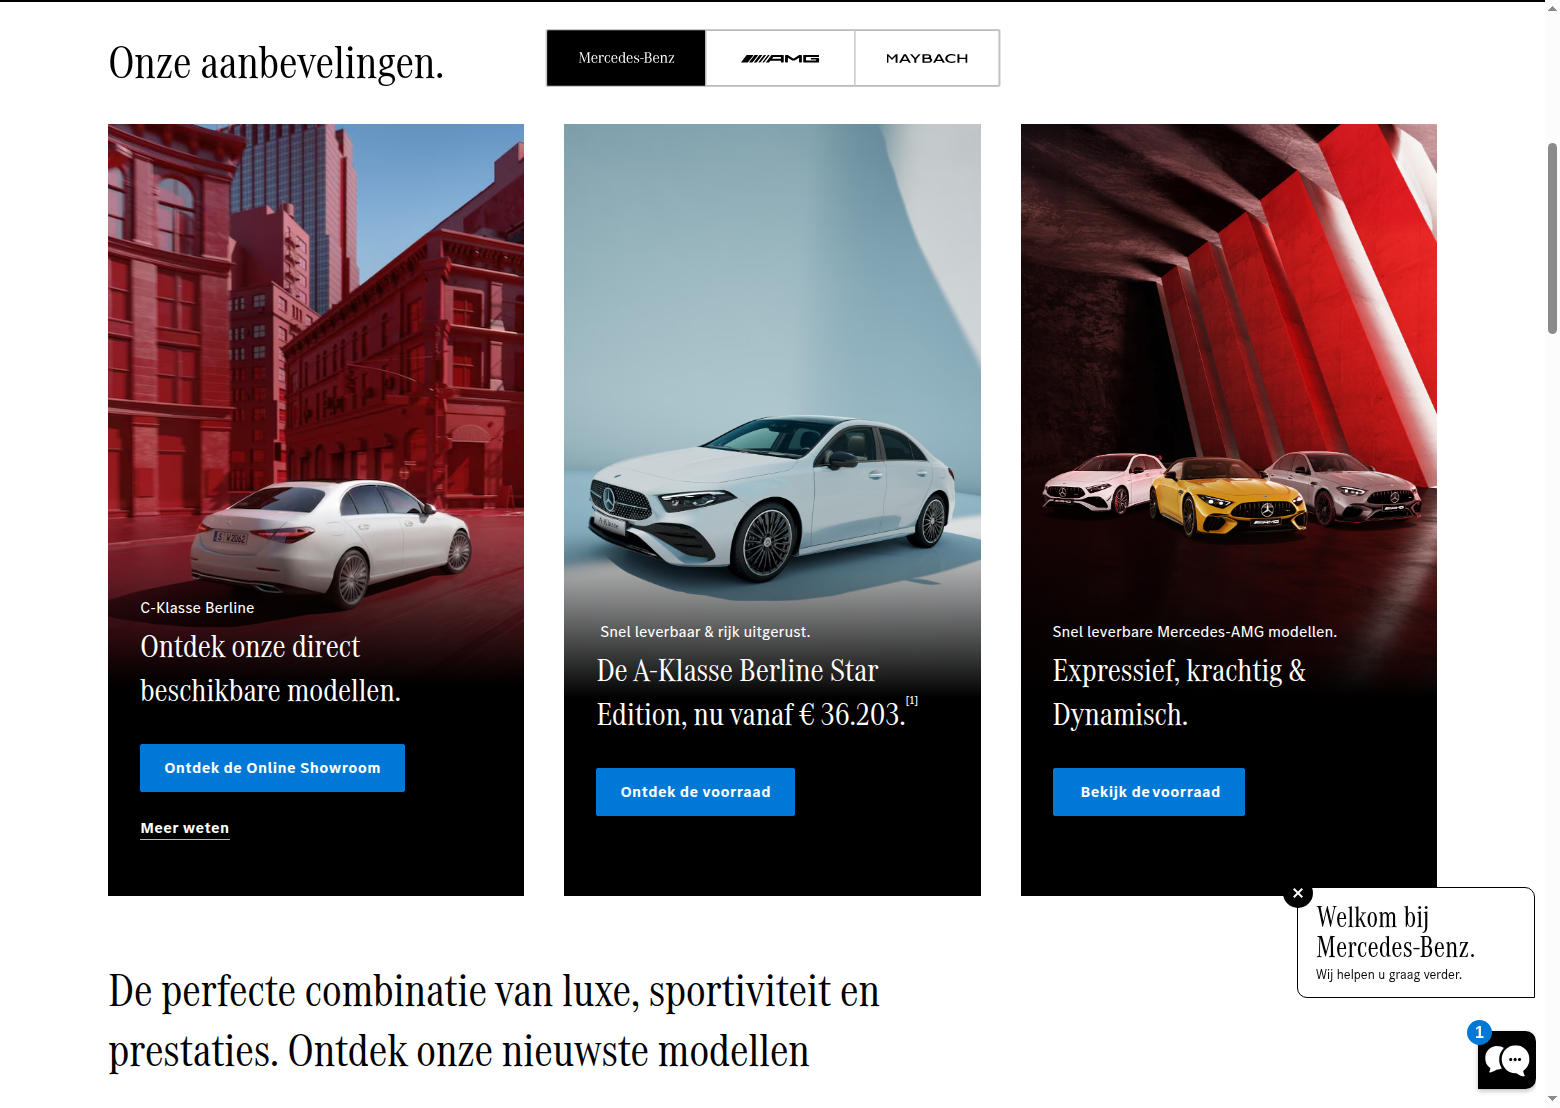 Onze aanbevelingen.
Mercedes-Benz
AMG
MAYBACH
C-Klasse Berline
Ontdek onze direct
beschikbare modellen.
Ontdek de Online Showroom
Meer weten
Snel leverbaar & rijk uitgerust.
De A-Klasse Berline Star
Edition, nu vanaf € 36.203.[1]
Ontdek de voorraad
Snel leverbare Mercedes-AMG modellen.
Expressief, krachtig &
Dynamisch.
Bekijk de voorraad
De perfecte combinatie van luxe, sportiviteit en
prestaties. Ontdek onze nieuwste modellen
Welkom bij
Mercedes-Benz.
Wij helpen u graag verder.
1